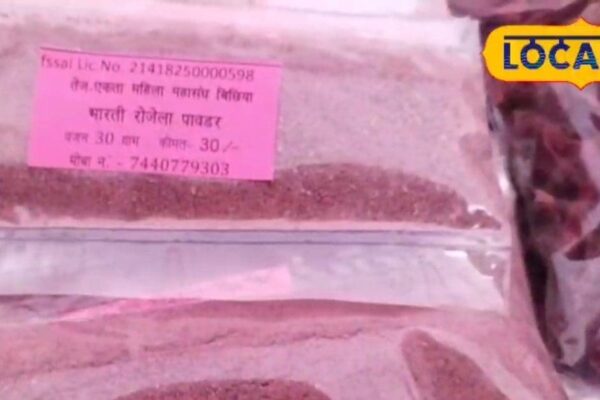 fssai Lic.No. 21418250000598
तेज.एकता महिला महासंघ बिछिया
भारती रोजेला पावडर
वजन 30 ग्राम कीमत- 30/-
मोबा न.- 7440779303
LOCA